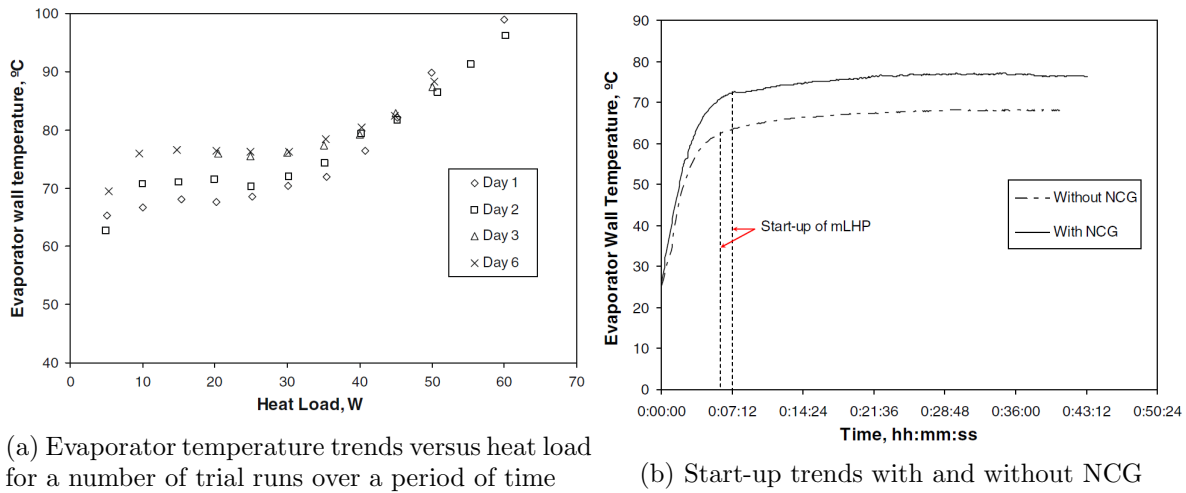 100
90
80
70
60
50
40
0
10
20
30
40
50
60
70
Evaporator wall temperature, ºC
Heat Load, W
Day 1
Day 2
Day 3
Day 6
(a) Evaporator temperature trends versus heat load
for a number of trial runs over a period of time
90
80
70
60
50
40
30
20
10
0
0:00:00
0:07:12
0:14:24
0:21:36
0:28:48
0:36:00
0:43:12
0:50:24
Evaporator Wall Temperature, ºC
Time, hh:mm:ss
Without NCG
With NCG
Start-up of mLHP
(b) Start-up trends with and without NCG